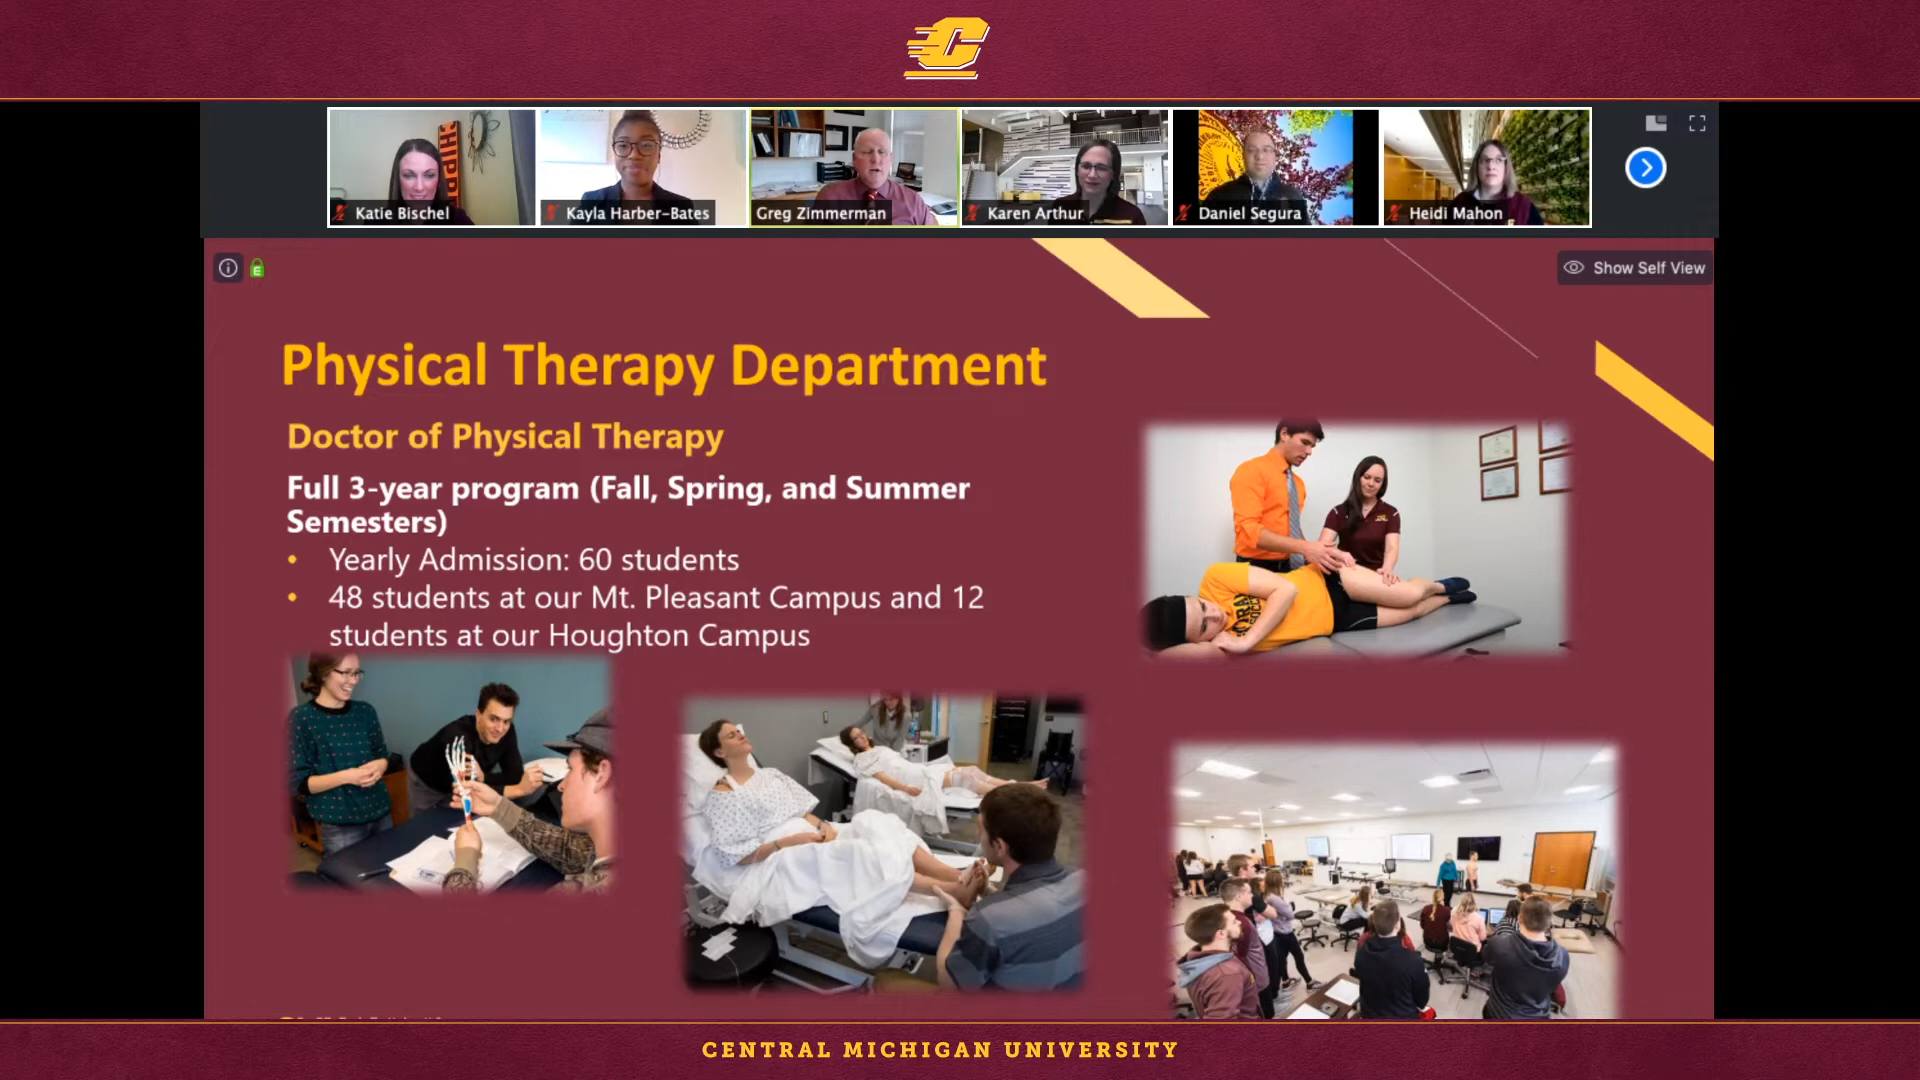 C
Katie Bischel
Kayla Harber-Bates
Greg Zimmerman
Karen Arthur
Daniel Segura
Heidi Mahon
Show Self View
Physical Therapy Department
Doctor of Physical Therapy
Full 3-year program (Fall, Spring, and Summer
Semesters)
• Yearly Admission: 60 students
• 48 students at our Mt. Pleasant Campus and 12
students at our Houghton Campus
CENTRAL MICHIGAN UNIVERSITY